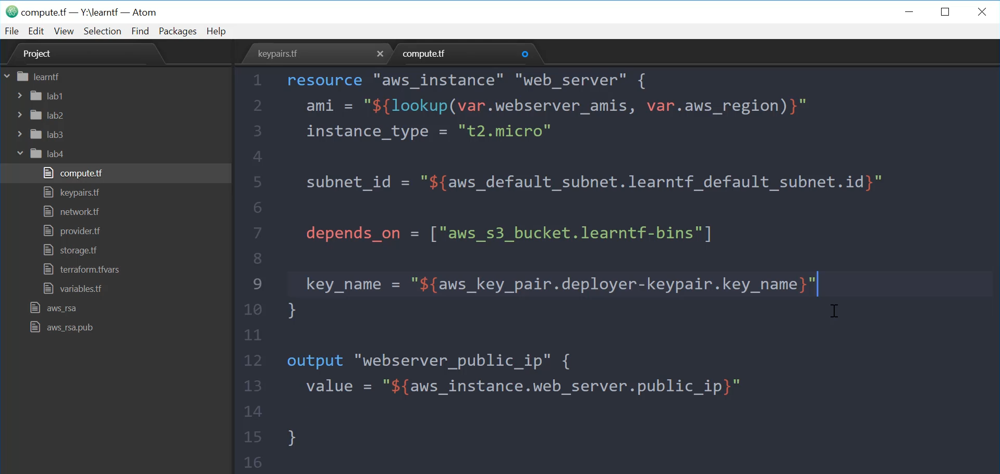 compute.tf — Y:\learntf — Atom
File Edit View Selection Find Packages Help
Project
learntf
lab1
lab2
lab3
lab4
compute.tf
keypairs.tf
network.tf
provider.tf
storage.tf
terraform.tfvars
variables.tf
aws_rsa
aws_rsa.pub
keypairs.tf
compute.tf
1 resource "aws_instance" "web_server" {
2 ami = "${lookup(var.webserver_amis, var.aws_region)}"
3 instance_type = "t2.micro"
4
5 subnet_id = "${aws_default_subnet.learntf_default_subnet.id}"
6
7 depends_on = ["aws_s3_bucket.learntf-bins"]
8
9 key_name = "${aws_key_pair.deployer-keypair.key_name}"
10 }
11
12 output "webserver_public_ip" {
13 value = "${aws_instance.web_server.public_ip}"
14
15 }
16